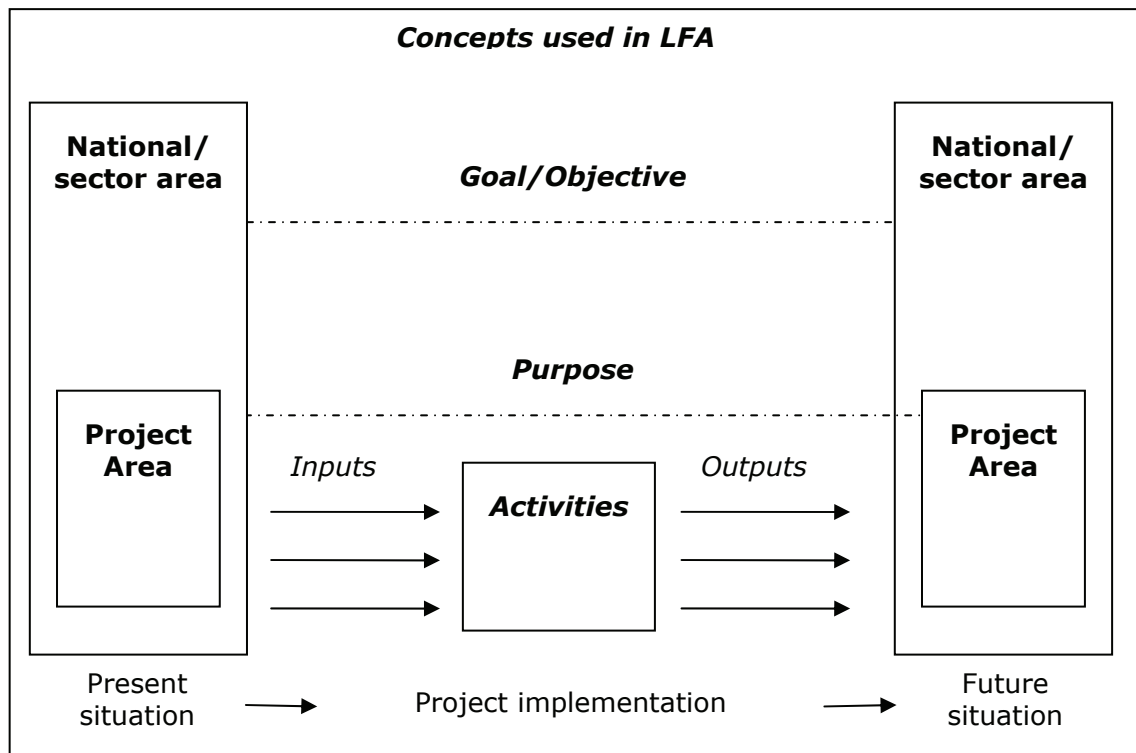 Concepts used in LFA
National/
sector area
Goal/Objective
National/
sector area
Purpose
Project
Area
Inputs
Activities
Outputs
Project
Area
Present
situation
Project implementation
Future
situation